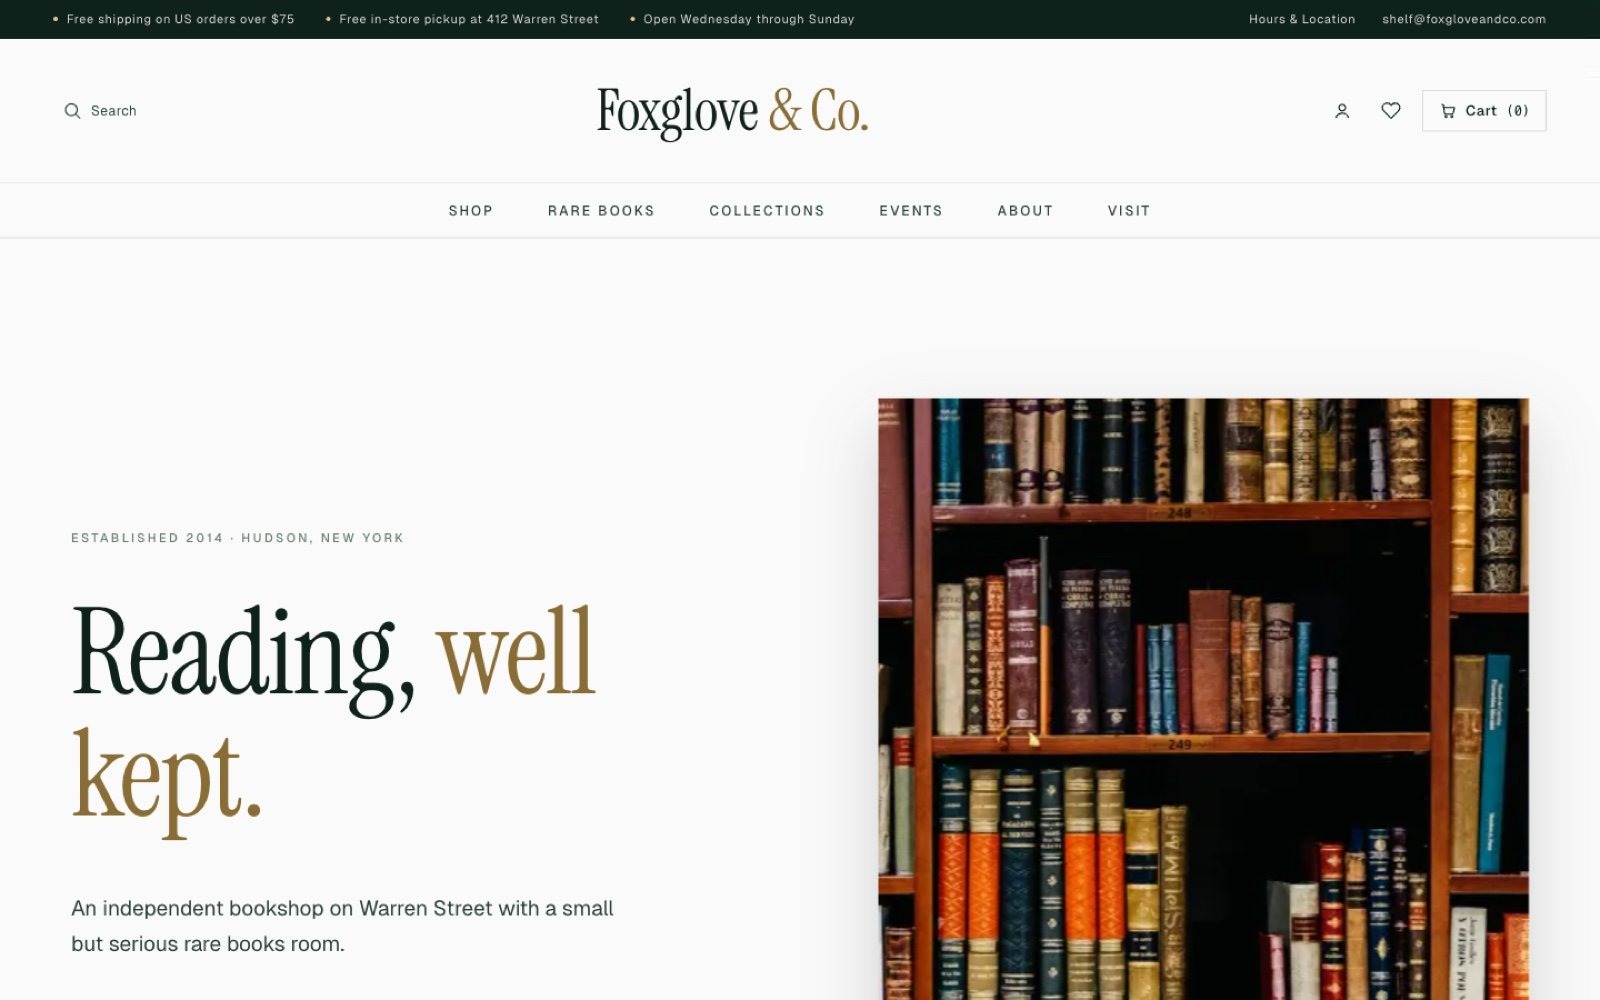 Free shipping on US orders over $75
Free in-store pickup at 412 Warren Street
Open Wednesday through Sunday
Hours & Location
shelf@foxgloveandco.com
Search
Foxglove & Co.
Cart (0)
SHOP
RARE BOOKS
COLLECTIONS
EVENTS
ABOUT
VISIT
ESTABLISHED 2014 · HUDSON, NEW YORK
Reading, well
kept.
An independent bookshop on Warren Street with a small
but serious rare books room.
248
249